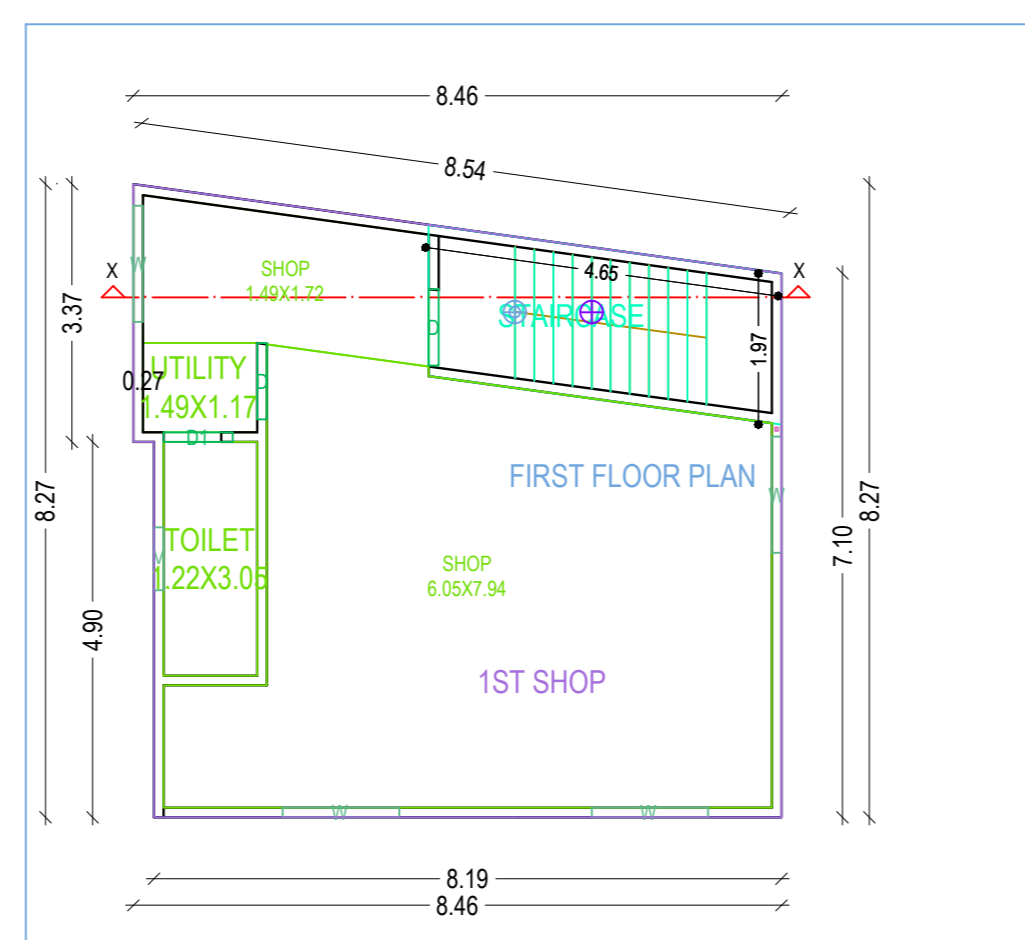 8.46
8.54
X
X
W
SHOP
1.49X1.72
4.65
STAIRCASE
D
3.37
1.97
0.27
UTILITY
1.49X1.17
D
D1
8.27
FIRST FLOOR PLAN
W
8.27
7.10
TOILET
1.22X3.05
V
SHOP
6.05X7.94
4.90
1ST SHOP
W
W
8.19
8.46